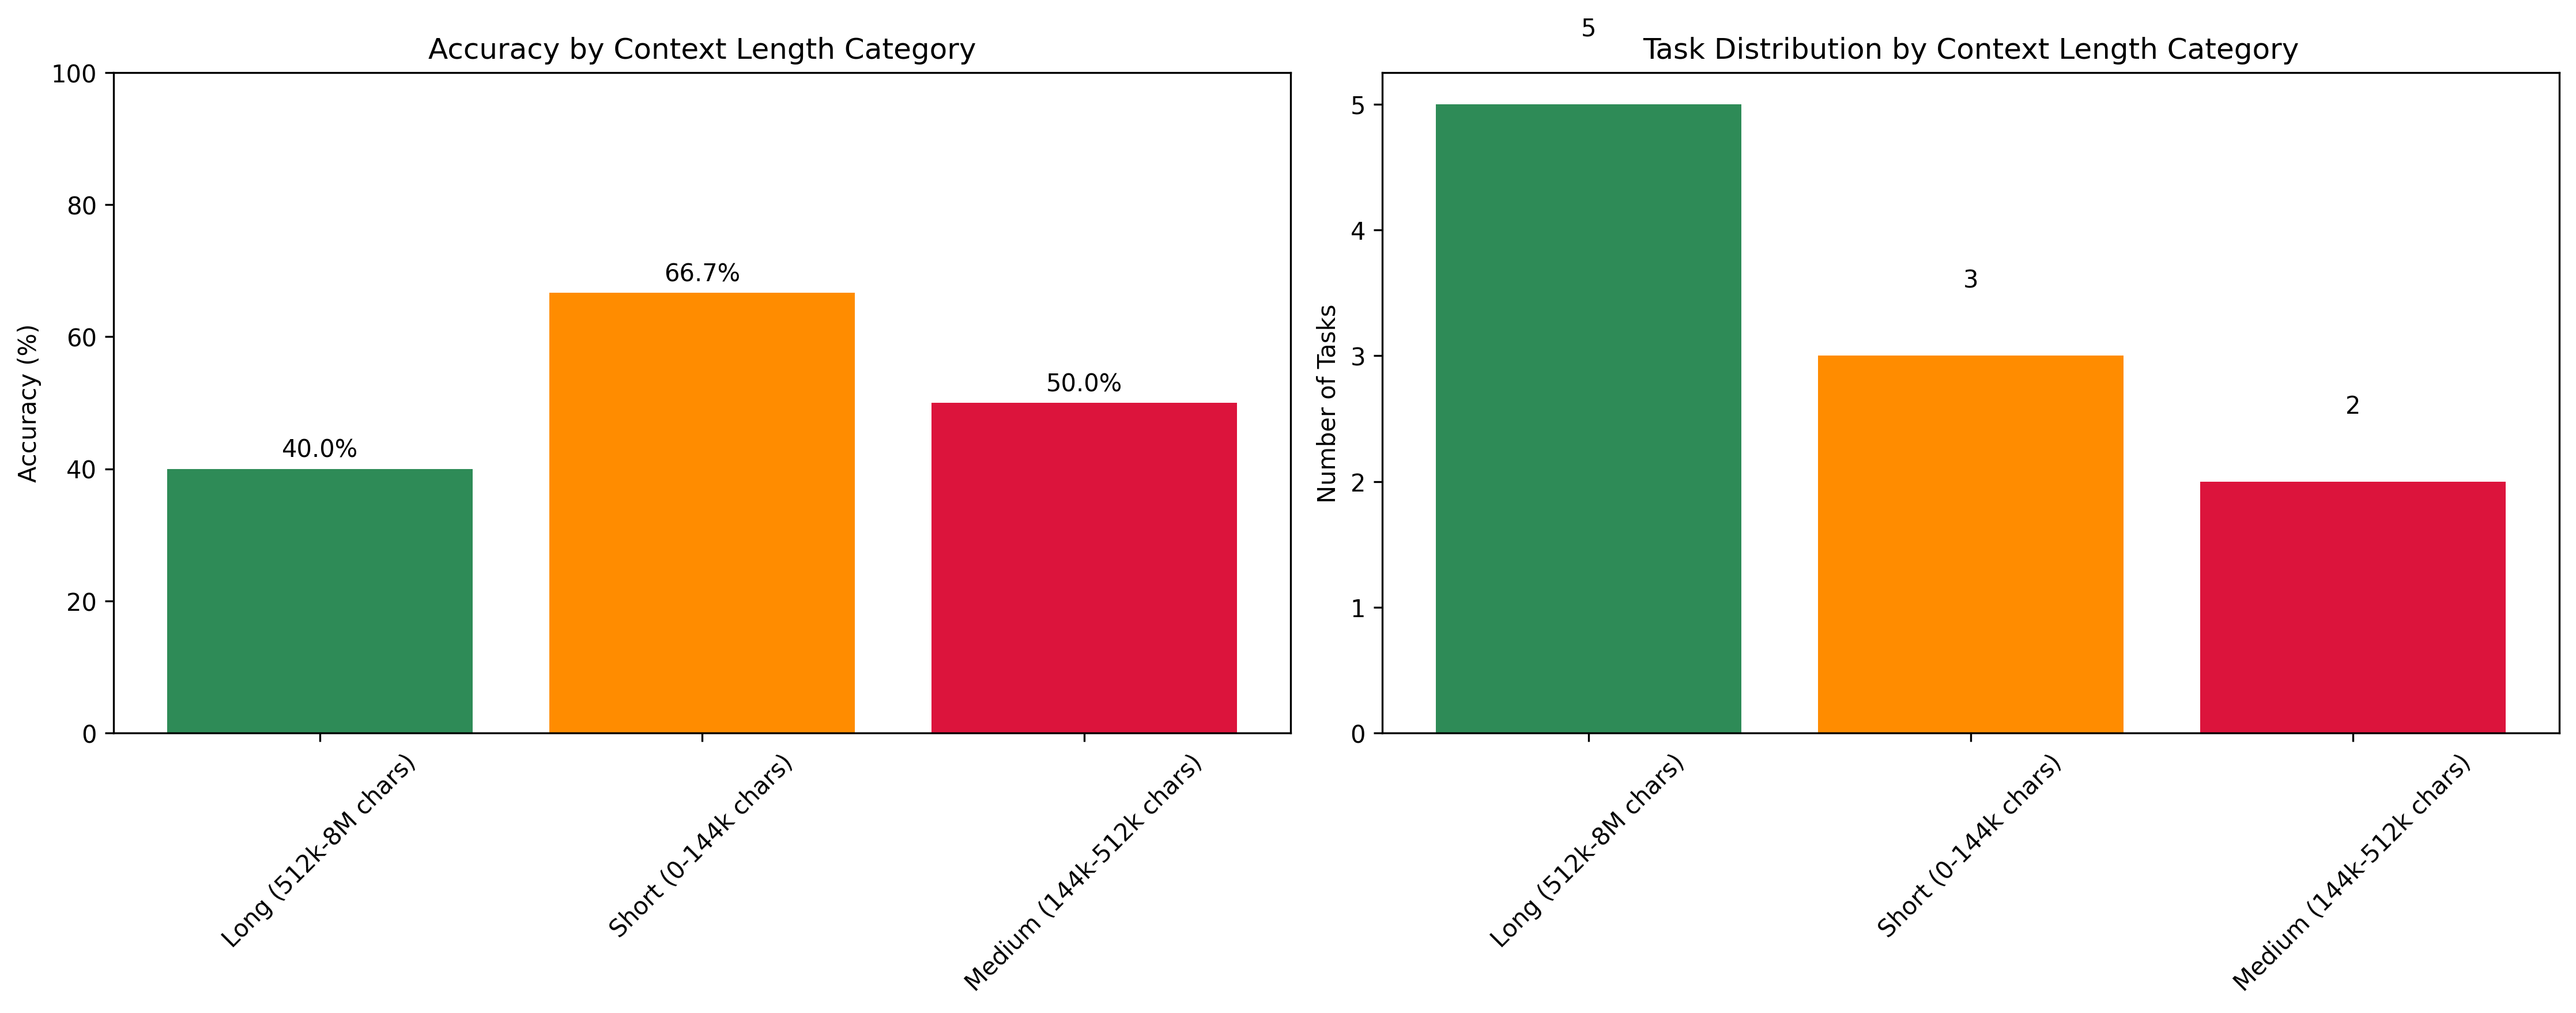 Accuracy by Context Length Category
100
80
60
40
20
0
Accuracy (%)
40.0%
66.7%
50.0%
Long (512k-8M chars)
Short (0-144k chars)
Medium (144k-512k chars)
Task Distribution by Context Length Category
5
4
3
2
1
0
Number of Tasks
5
3
2
Long (512k-8M chars)
Short (0-144k chars)
Medium (144k-512k chars)